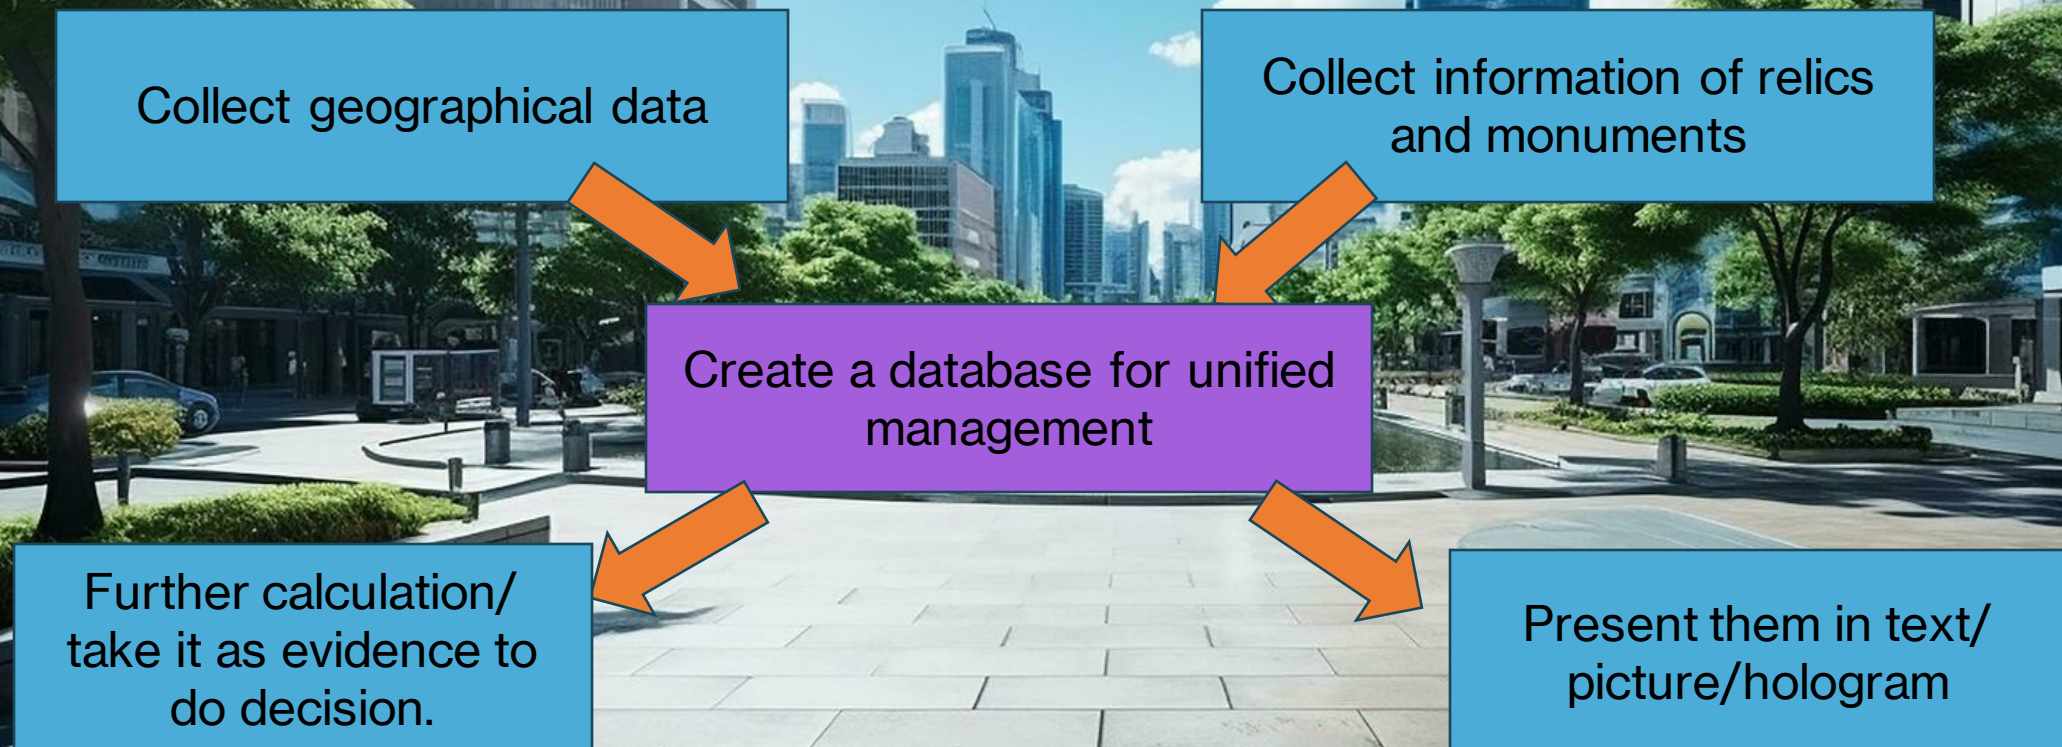 Collect geographical data
Collect information of relics
and monuments
Create a database for unified
management
Further calculation/
take it as evidence to
do decision.
Present them in text/
picture/hologram